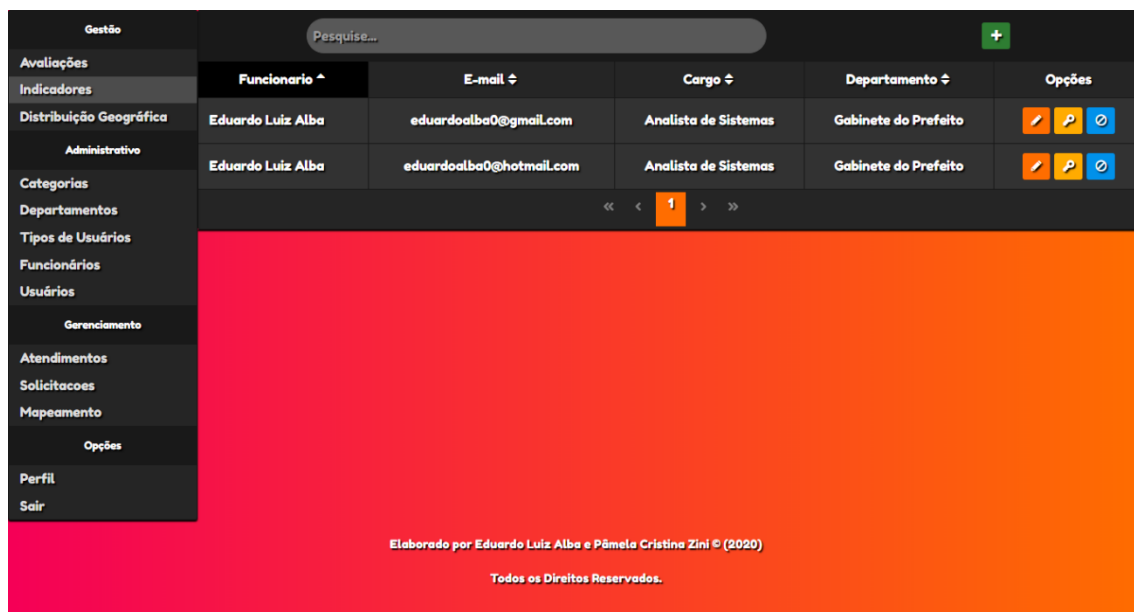 Gestão
Avaliações
Indicadores
Distribuição Geográfica
Administrativo
Categorias
Departamentos
Tipos de Usuários
Funcionários
Usuários
Gerenciamento
Atendimentos
Solicitacoes
Mapeamento
Opções
Perfil
Sair
Pesquise...
+
Funcionario E-mail Cargo Departamento Opções
Eduardo Luiz Alba eduardoalba0@gmail.com Analista de Sistemas Gabinete do Prefeito
Eduardo Luiz Alba eduardoalba0@hotmail.com Analista de Sistemas Gabinete do Prefeito
« ‹ 1 › »
Elaborado por Eduardo Luiz Alba e Pâmela Cristina Zini © (2020)
Todos os Direitos Reservados.